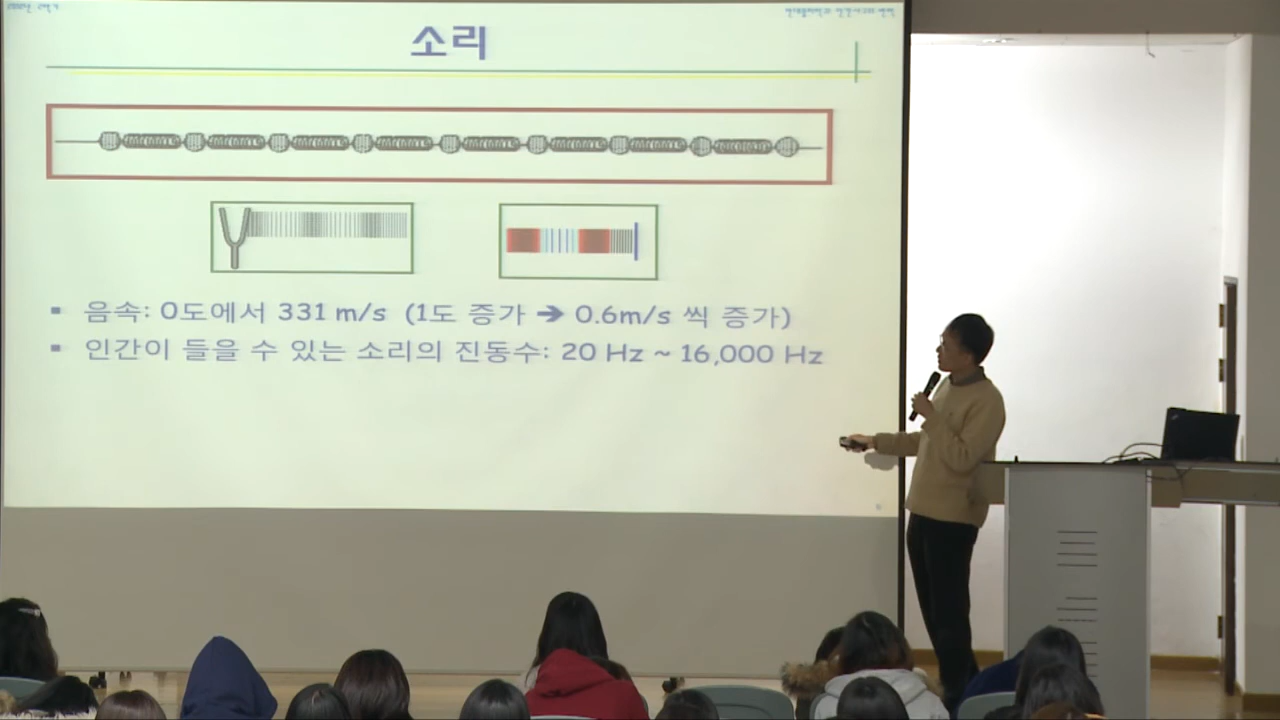 소리
▪ 음속: 0도에서 331 m/s (1도 증가 ➔ 0.6m/s 씩 증가)
▪ 인간이 들을 수 있는 소리의 진동수: 20 Hz ~ 16,000 Hz